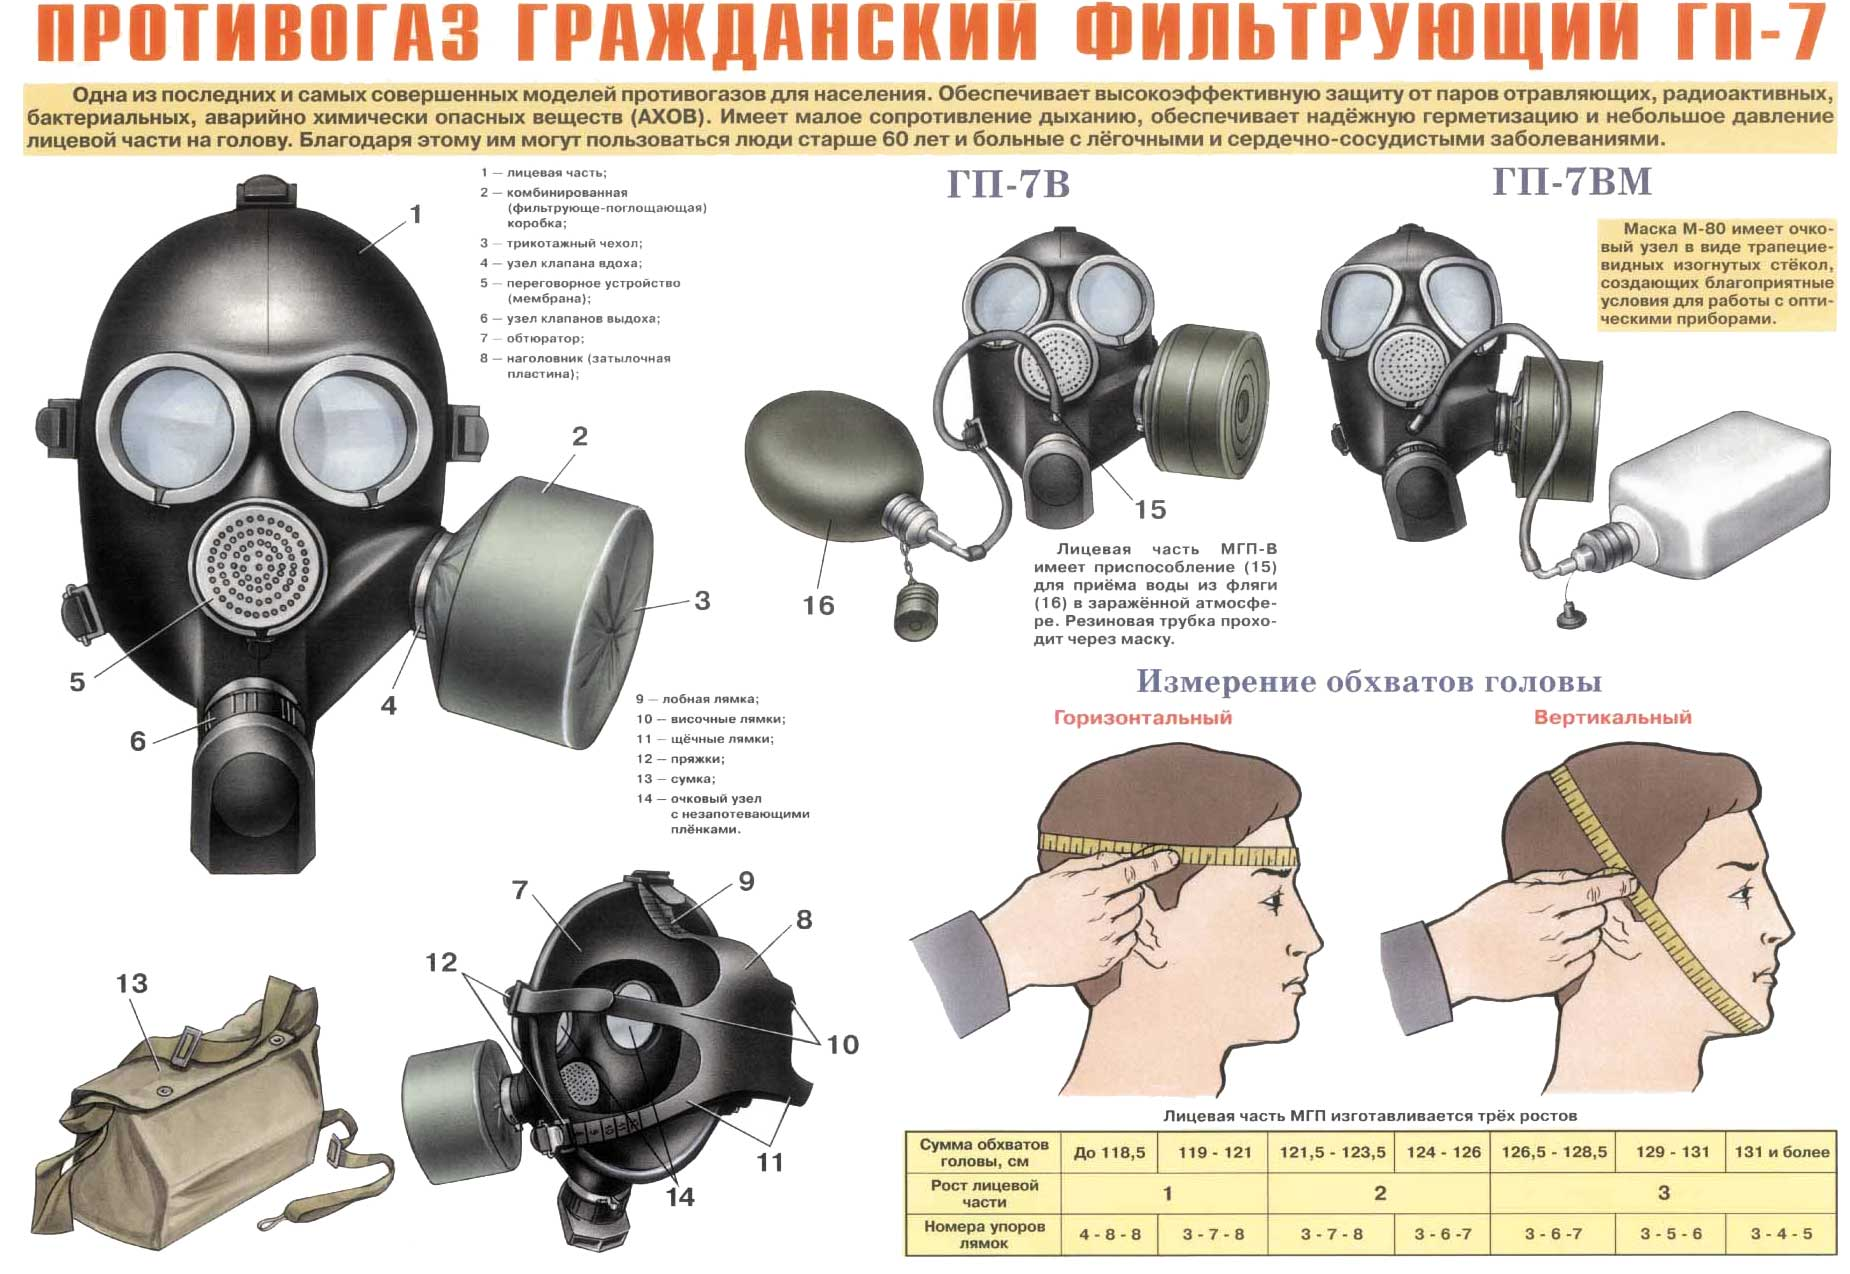 ПРОТИВОГАЗ ГРАЖДАНСКИЙ ФИЛЬТРУЮЩИЙ ГП-7
Одна из последних и самых совершенных моделей противогазов для населения. Обеспечивает высокоэффективную защиту от паров отравляющих, радиоактивных,
бактериальных, аварийно химически опасных веществ (АХОВ). Имеет малое сопротивление дыханию, обеспечивает надёжную герметизацию и небольшое давление
лицевой части на голову. Благодаря этому им могут пользоваться люди старше 60 лет и больные с лёгочными и сердечно-сосудистыми заболеваниями.
1 — лицевая часть;
2 — комбинированная
(фильтрующе-поглощающая)
коробка;
3 — трикотажный чехол;
4 — узел клапана вдоха;
5 — переговорное устройство
(мембрана);
6 — узел клапанов выдоха;
7 — обтюратор;
8 — наголовник (затылочная
пластина);
1
2
3
4
5
6
9 — лобная лямка;
10 — височные лямки;
11 — щёчные лямки;
12 — пряжки;
13 — сумка;
14 — очковый узел
с незапотевающими
плёнками.
7
9
8
12
13
10
11
14
ГП-7В
15
16
Лицевая часть МГП-В
имеет приспособление (15)
для приёма воды из фляги
(16) в заражённой атмосфе-
ре. Резиновая трубка прохо-
дит через маску.
ГП-7ВМ
Маска М-80 имеет очко-
вый узел в виде трапецие-
видных изогнутых стёкол,
создающих благоприятные
условия для работы с опти-
ческими приборами.
Измерение обхватов головы
Горизонтальный Вертикальный
Лицевая часть МГП изготавливается трёх ростов
Сумма обхватов
головы, см
До 118,5 119 - 121 121,5 - 123,5 124 - 126 126,5 - 128,5 129 - 131 131 и более
Рост лицевой
части
1 2 3
Номера упоров
лямок
4 - 8 - 8 3 - 7 - 8 3 - 7 - 8 3 - 6 -7 3 - 6 -7 3 - 5 - 6 3 - 4 - 5